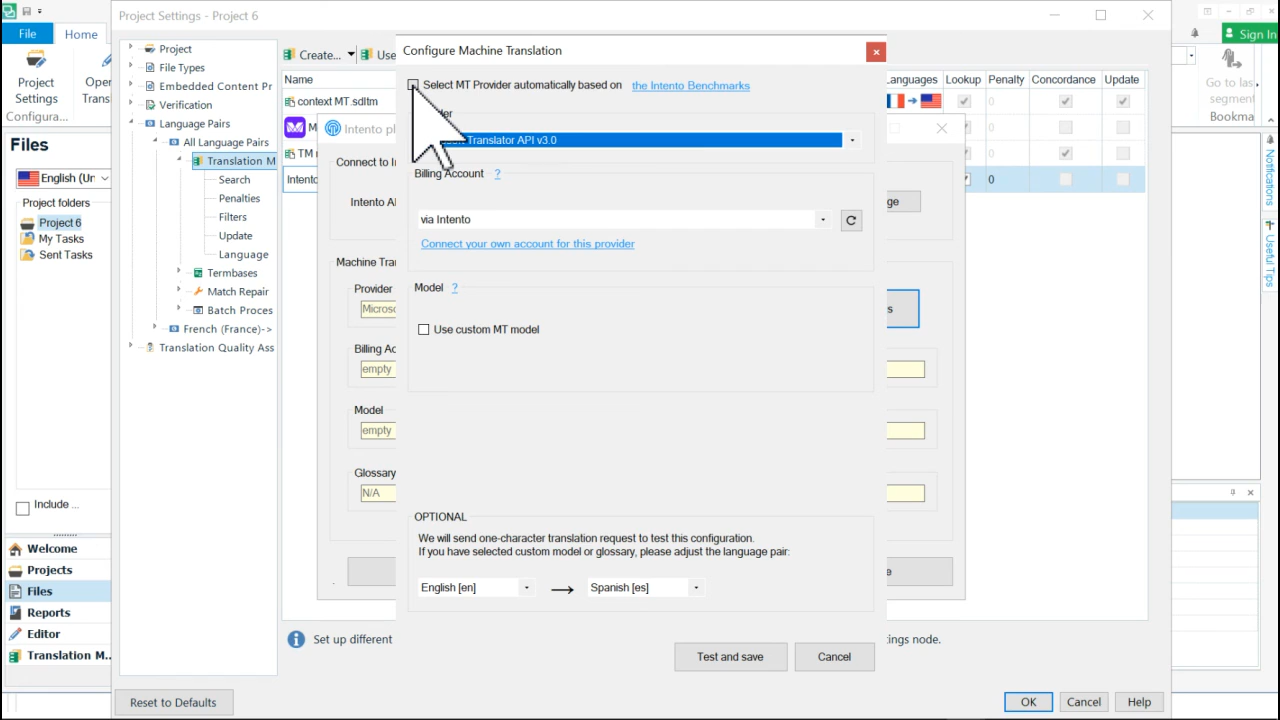 Project Settings - Project 6
File
Home
Sign In
Project
Settings
Configura...
Open
Trans
Go to las
segment
Bookma
Files
English (Un
Project folders
Project 6
My Tasks
Sent Tasks
Include ...
Welcome
Projects
Files
Reports
Editor
Translation M...
Project
File Types
Embedded Content Pr
Verification
Language Pairs
All Language Pairs
Translation M
Search
Penalties
Filters
Update
Language
Termbases
Match Repair
Batch Proces
French (France)->
Translation Quality Ass
Create...
Use
Name
Languages
Lookup
Penalty
Concordance
Update
context MT.sdltm
0
M
0
TM
0
Intento
0
Intento pl
Connect to In
Intento AP
ge
Machine Tran
Provider
Microso
s
Billing Ac
empty
Model
empty
Glossary
N/A
e
Configure Machine Translation
Select MT Provider automatically based on the Intento Benchmarks
der
Translator API v3.0
Billing Account ?
via Intento
Connect your own account for this provider
Model ?
Use custom MT model
OPTIONAL
We will send one-character translation request to test this configuration.
If you have selected custom model or glossary, please adjust the language pair:
English [en]
Spanish [es]
Test and save
Cancel
Set up different
ings node.
Reset to Defaults
OK
Cancel
Help
Notifications
Useful Tips